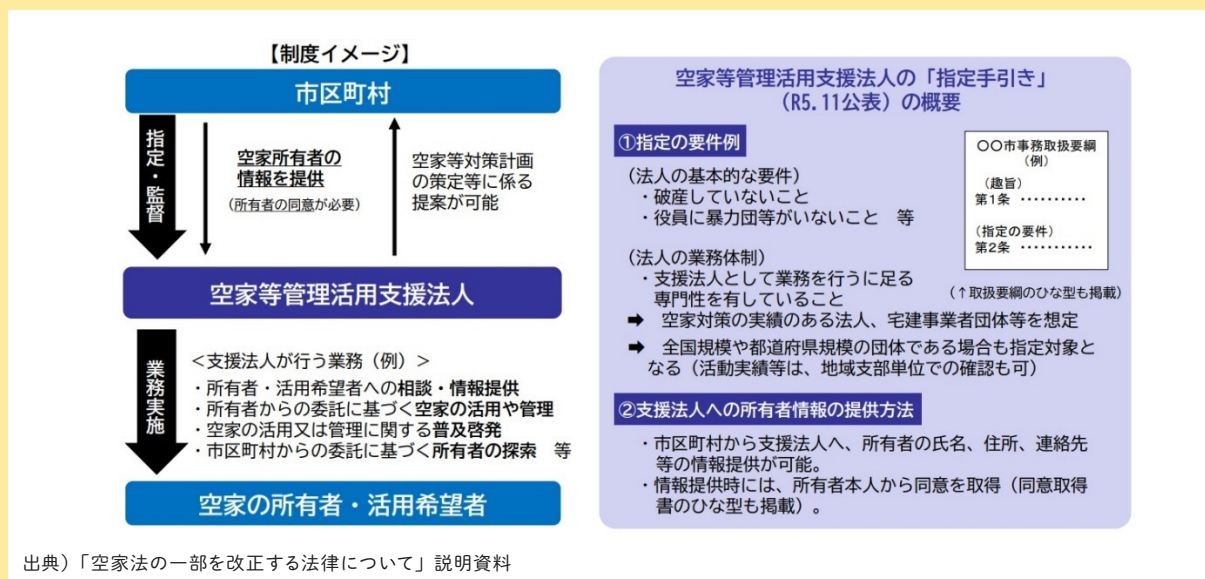 【制度イメージ】
市区町村
指定・監督
空家所有者の
情報を提供
(所有者の同意が必要)
空家等対策計画
の策定等に係る
提案が可能
空家等管理活用支援法人
業務実施
<支援法人が行う業務(例)>
・所有者・活用希望者への相談・情報提供
・所有者からの委託に基づく空家の活用や管理
・空家の活用又は管理に関する普及啓発
・市区町村からの委託に基づく所有者の探索 等
空家の所有者・活用希望者
空家等管理活用支援法人の「指定手引き」
(R5.11公表)の概要
①指定の要件例
(法人の基本的な要件)
・破産していないこと
・役員に暴力団等がいないこと 等
(法人の業務体制)
・支援法人として業務を行うに足る
専門性を有していること
➡ 空家対策の実績のある法人、宅建事業者団体等を想定
➡ 全国規模や都道府県規模の団体である場合も指定対象と
なる(活動実績等は、地域支部単位での確認も可)
〇〇市事務取扱要綱
(例)
(趣旨)
第1条 ‥‥‥‥‥
(指定の要件)
第2条 ‥‥‥‥‥‥
(↑取扱要綱のひな型も掲載)
②支援法人への所有者情報の提供方法
・市区町村から支援法人へ、所有者の氏名、住所、連絡先
等の情報提供が可能。
・情報提供時には、所有者本人から同意を取得(同意取得
書のひな型も掲載)。
出典)「空家法の一部を改正する法律について」説明資料